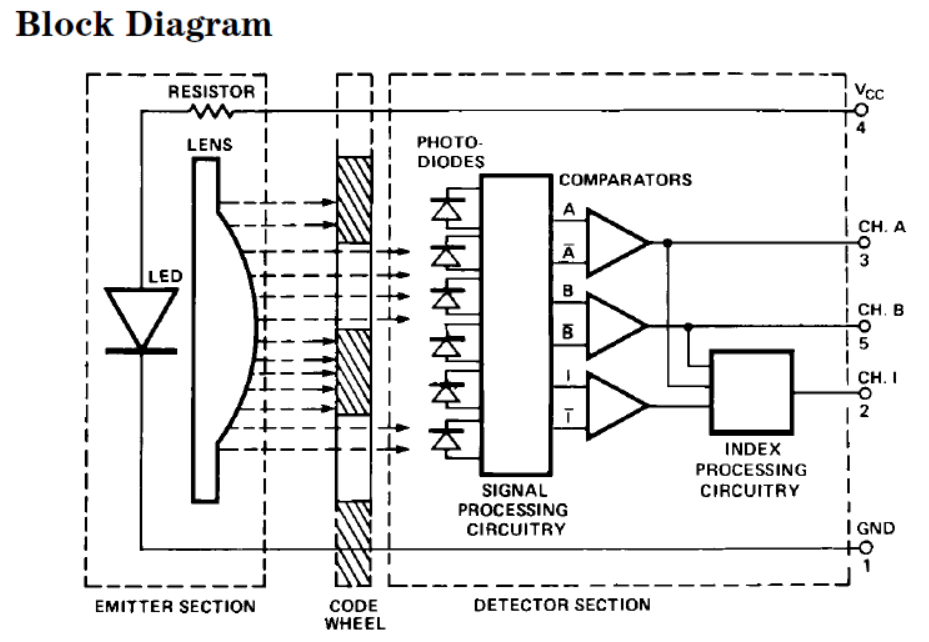 Block Diagram
RESISTOR
VCC
4
LENS
PHOTO-
DIODES
COMPARATORS
A
CH. A
A̅
3
LED
B
CH. B
B̅
5
I
CH. I
I̅
2
INDEX
PROCESSING
CIRCUITRY
SIGNAL
PROCESSING
CIRCUITRY
GND
1
EMITTER SECTION
CODE
WHEEL
DETECTOR SECTION